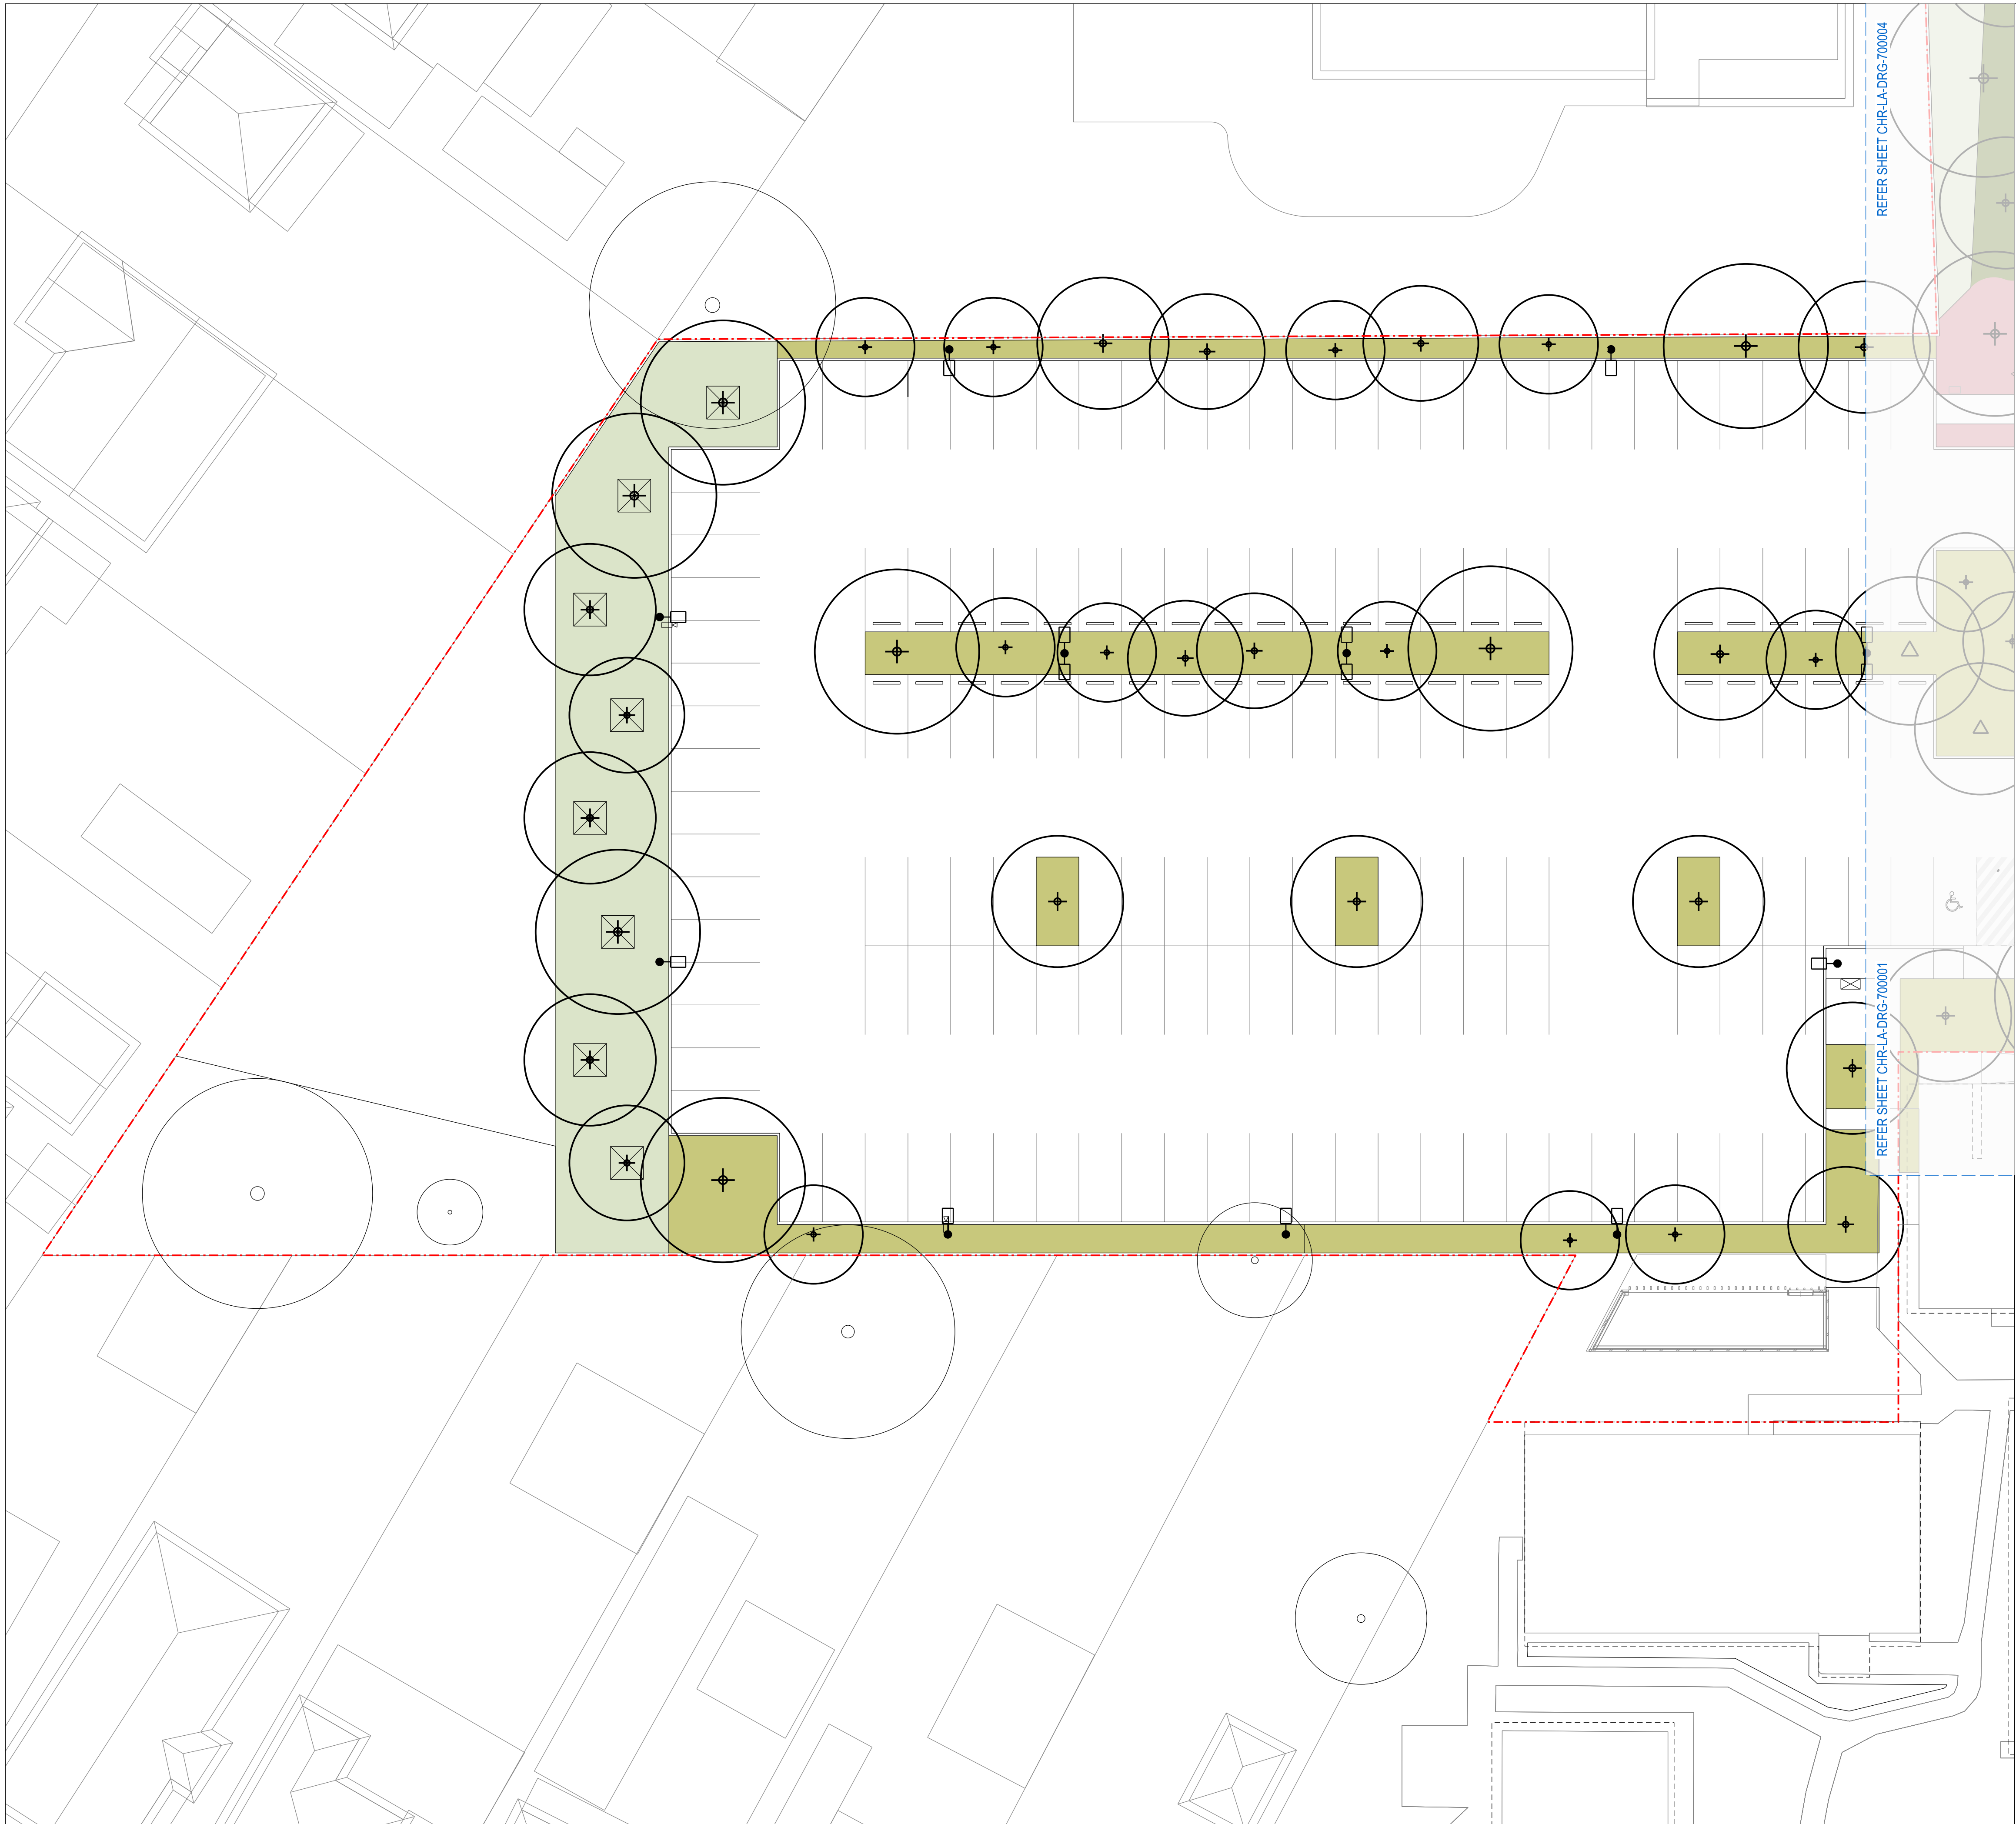 REFER SHEET CHR-LA-DRG-700004
REFER SHEET CHR-LA-DRG-700001